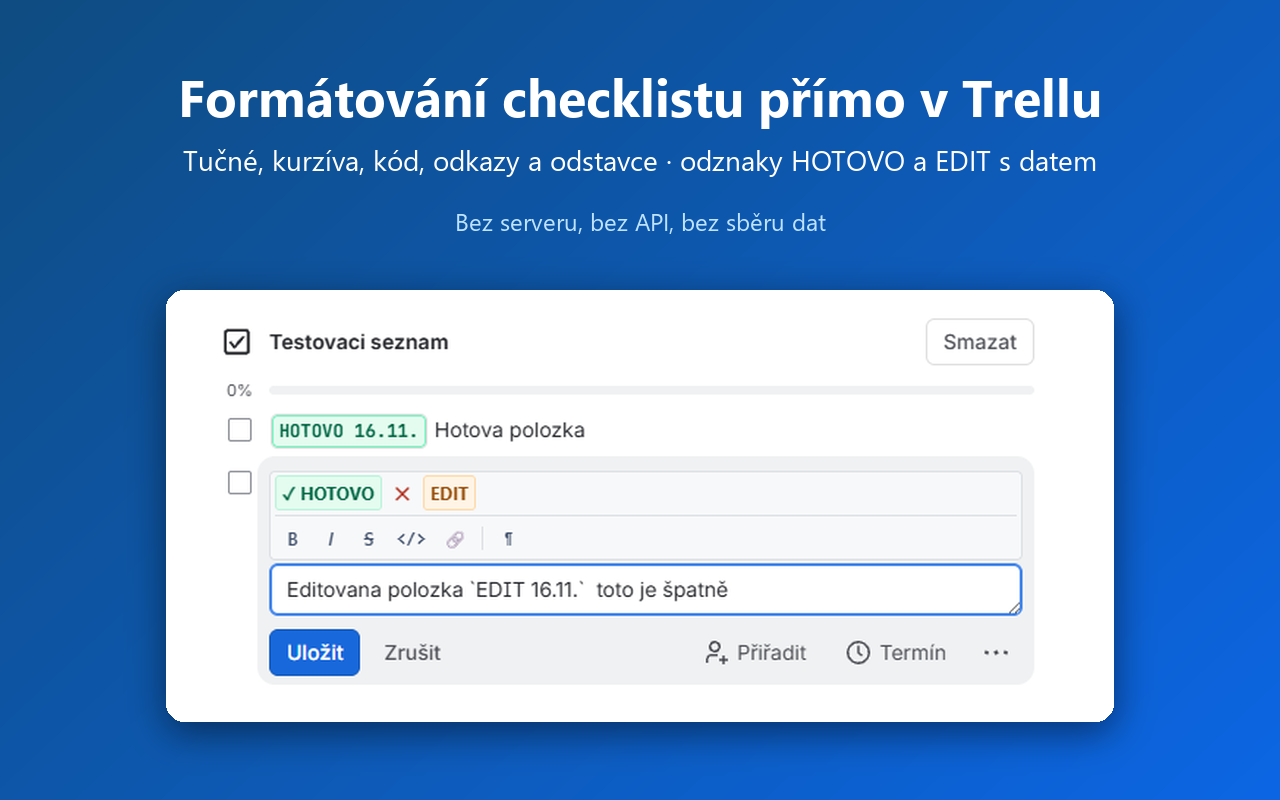 Formátování checklistu přímo v Trellu
Tučné, kurzíva, kód, odkazy a odstavce · odznaky HOTOVO a EDIT s datem
Bez serveru, bez API, bez sběru dat
Testovaci seznam
Smazat
0%
HOTOVO 16.11. Hotova polozka
✓ HOTOVO ✕ EDIT
B I S </> ¶
Editovana polozka `EDIT 16.11.`  toto je špatně
Uložit Zrušit Přiřadit Termín ···